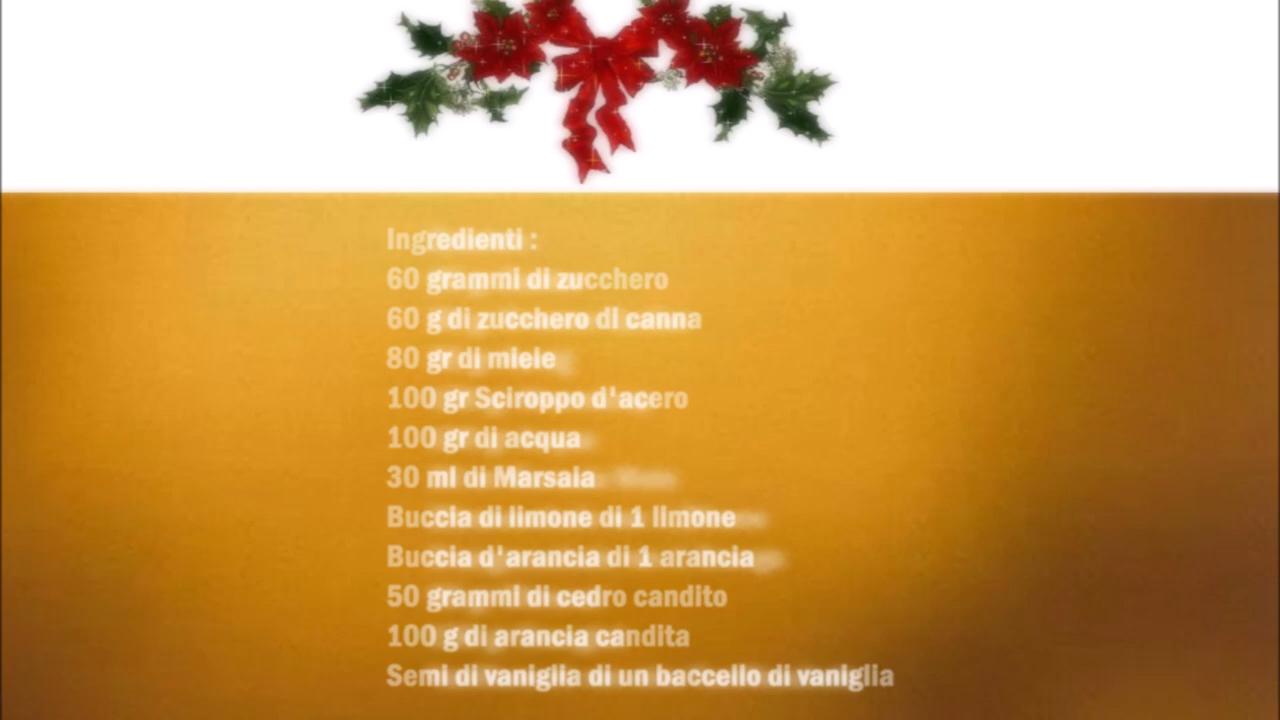 Ingredienti :
60 grammi di zucchero
60 g di zucchero di canna
80 gr di miele
100 gr Sciroppo d'acero
100 gr di acqua
30 ml di Marsala
Buccia di limone di 1 limone
Buccia d'arancia di 1 arancia
50 grammi di cedro candito
100 g di arancia candita
Semi di vaniglia di un baccello di vaniglia